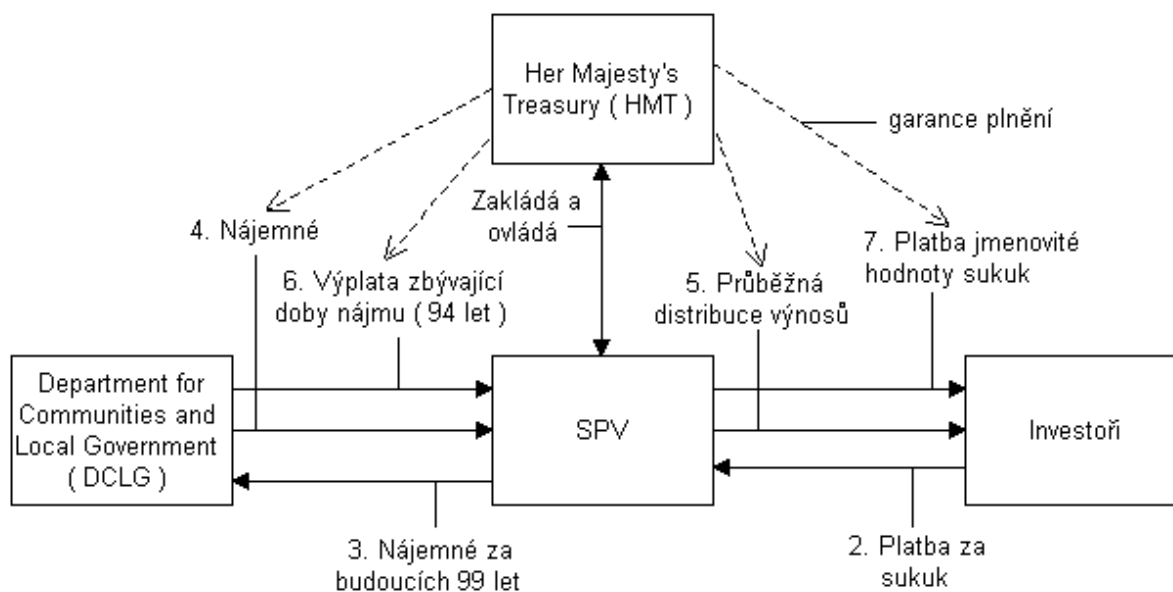 Her Majesty's
Treasury ( HMT )
garance plnění
4. Nájemné
Zakládá a
ovládá
7. Platba jmenovité
hodnoty sukuk
6. Výplata zbývající
doby nájmu ( 94 let )
5. Průběžná
distribuce výnosů
Department for
Communities and
Local Government
( DCLG )
SPV
Investoři
3. Nájemné za
budoucích 99 let
2. Platba za
sukuk